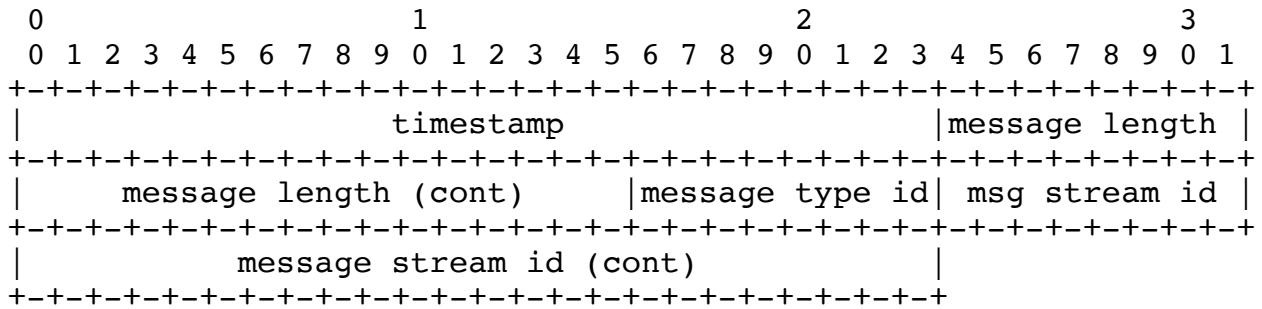 0                   1                   2                   3
 0 1 2 3 4 5 6 7 8 9 0 1 2 3 4 5 6 7 8 9 0 1 2 3 4 5 6 7 8 9 0 1
+-+-+-+-+-+-+-+-+-+-+-+-+-+-+-+-+-+-+-+-+-+-+-+-+-+-+-+-+-+-+-+-+
|                   timestamp                   |message length |
+-+-+-+-+-+-+-+-+-+-+-+-+-+-+-+-+-+-+-+-+-+-+-+-+-+-+-+-+-+-+-+-+
|     message length (cont)     |message type id| msg stream id |
+-+-+-+-+-+-+-+-+-+-+-+-+-+-+-+-+-+-+-+-+-+-+-+-+-+-+-+-+-+-+-+-+
|           message stream id (cont)            |
+-+-+-+-+-+-+-+-+-+-+-+-+-+-+-+-+-+-+-+-+-+-+-+-+